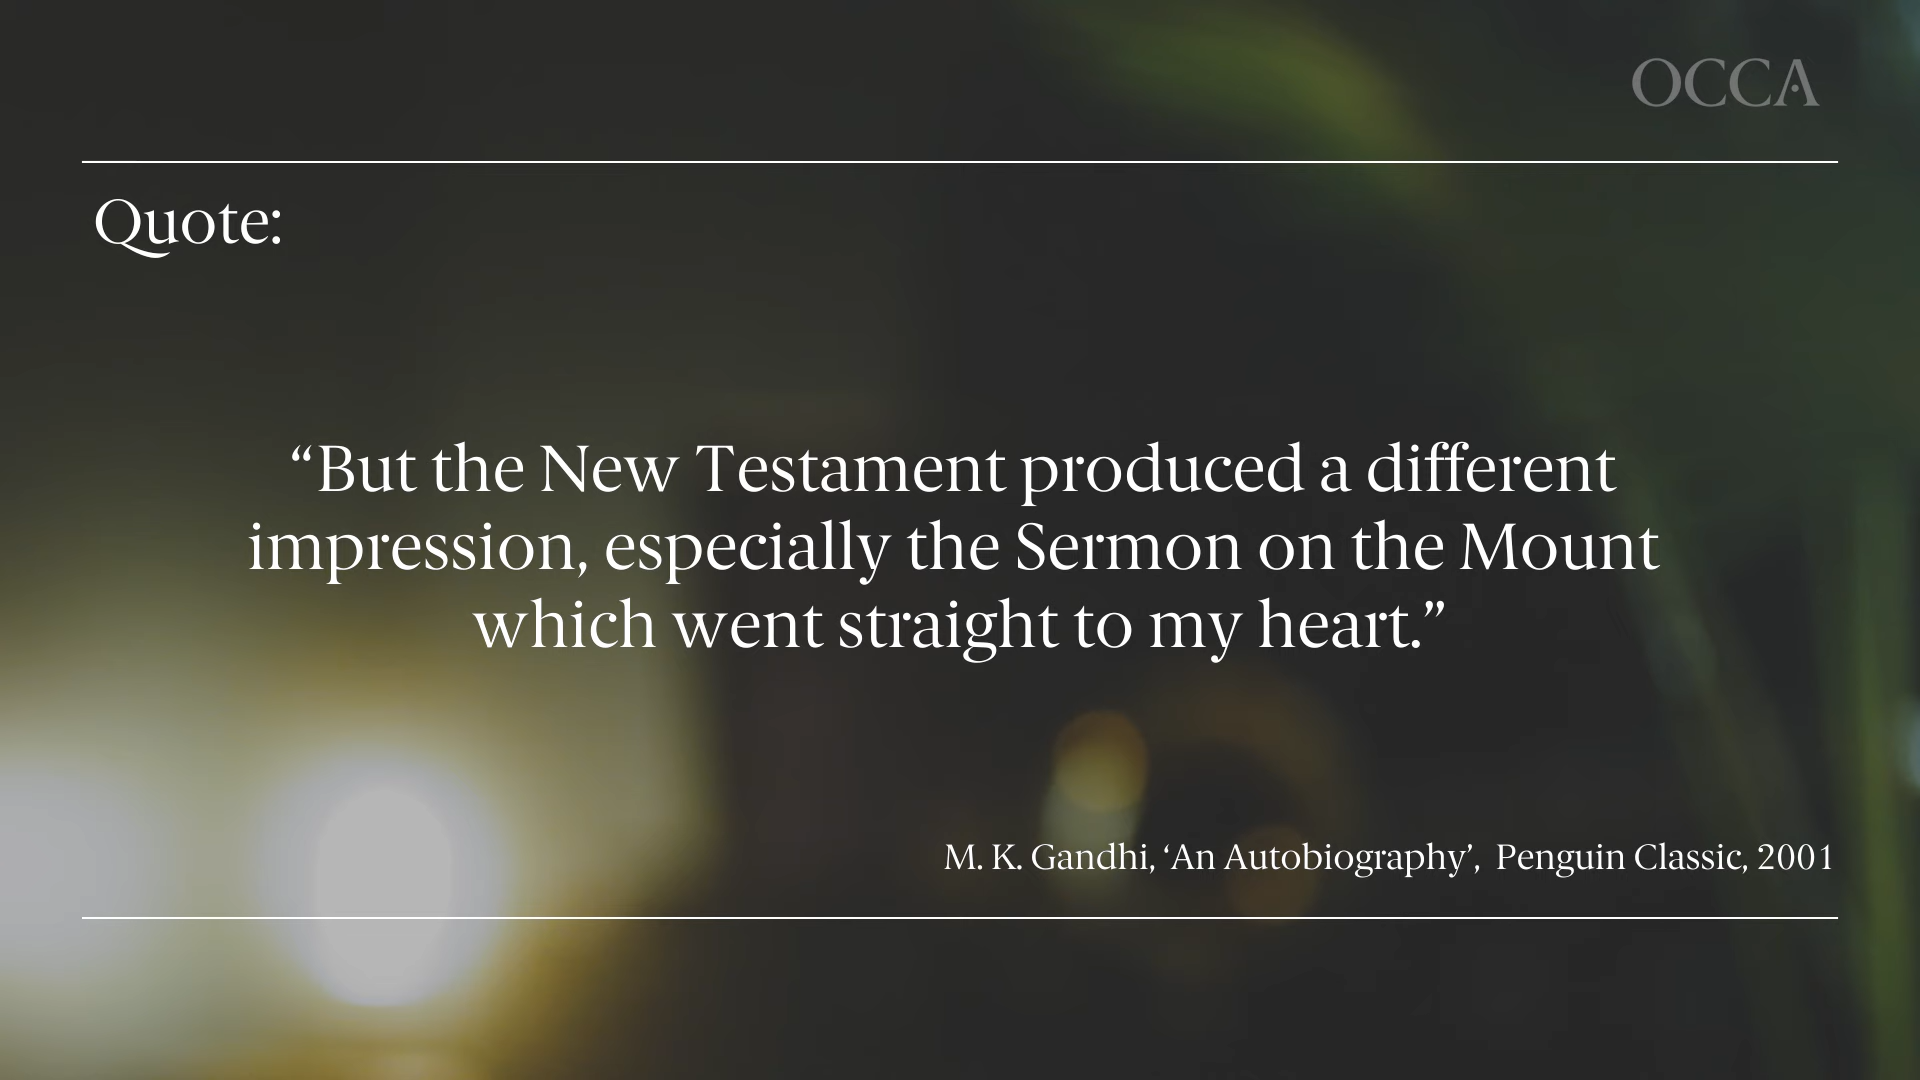 OCCA
Quote:
“But the New Testament produced a different
impression, especially the Sermon on the Mount
which went straight to my heart.”
M. K. Gandhi, ‘An Autobiography’,  Penguin Classic, 2001